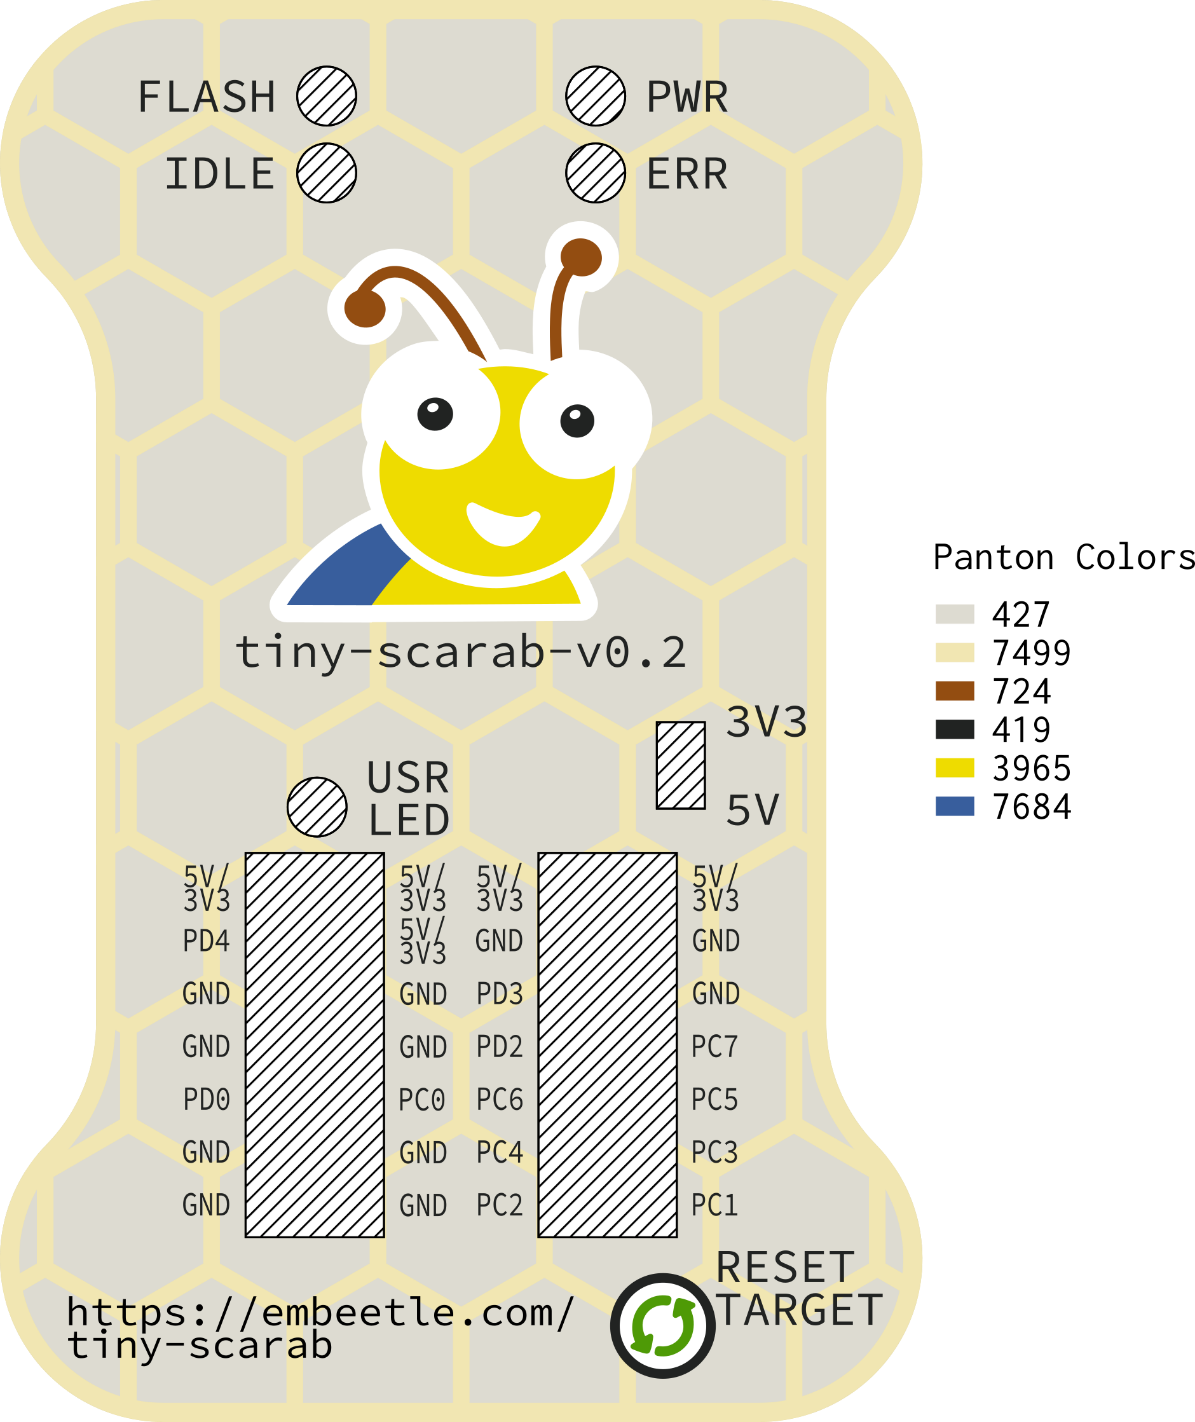 FLASH
PWR
IDLE
ERR
tiny-scarab-v0.2
Panton Colors
427
7499
724
419
3965
7684
3V3
5V
USR
LED
5V/
3V3
PD4
GND
GND
PD0
GND
GND
5V/
3V3
5V/
3V3
GND
GND
PC0
GND
GND
5V/
3V3
GND
PD3
PD2
PC6
PC4
PC2
5V/
3V3
GND
GND
PC7
PC5
PC3
PC1
RESET
TARGET
https://embeetle.com/
tiny-scarab